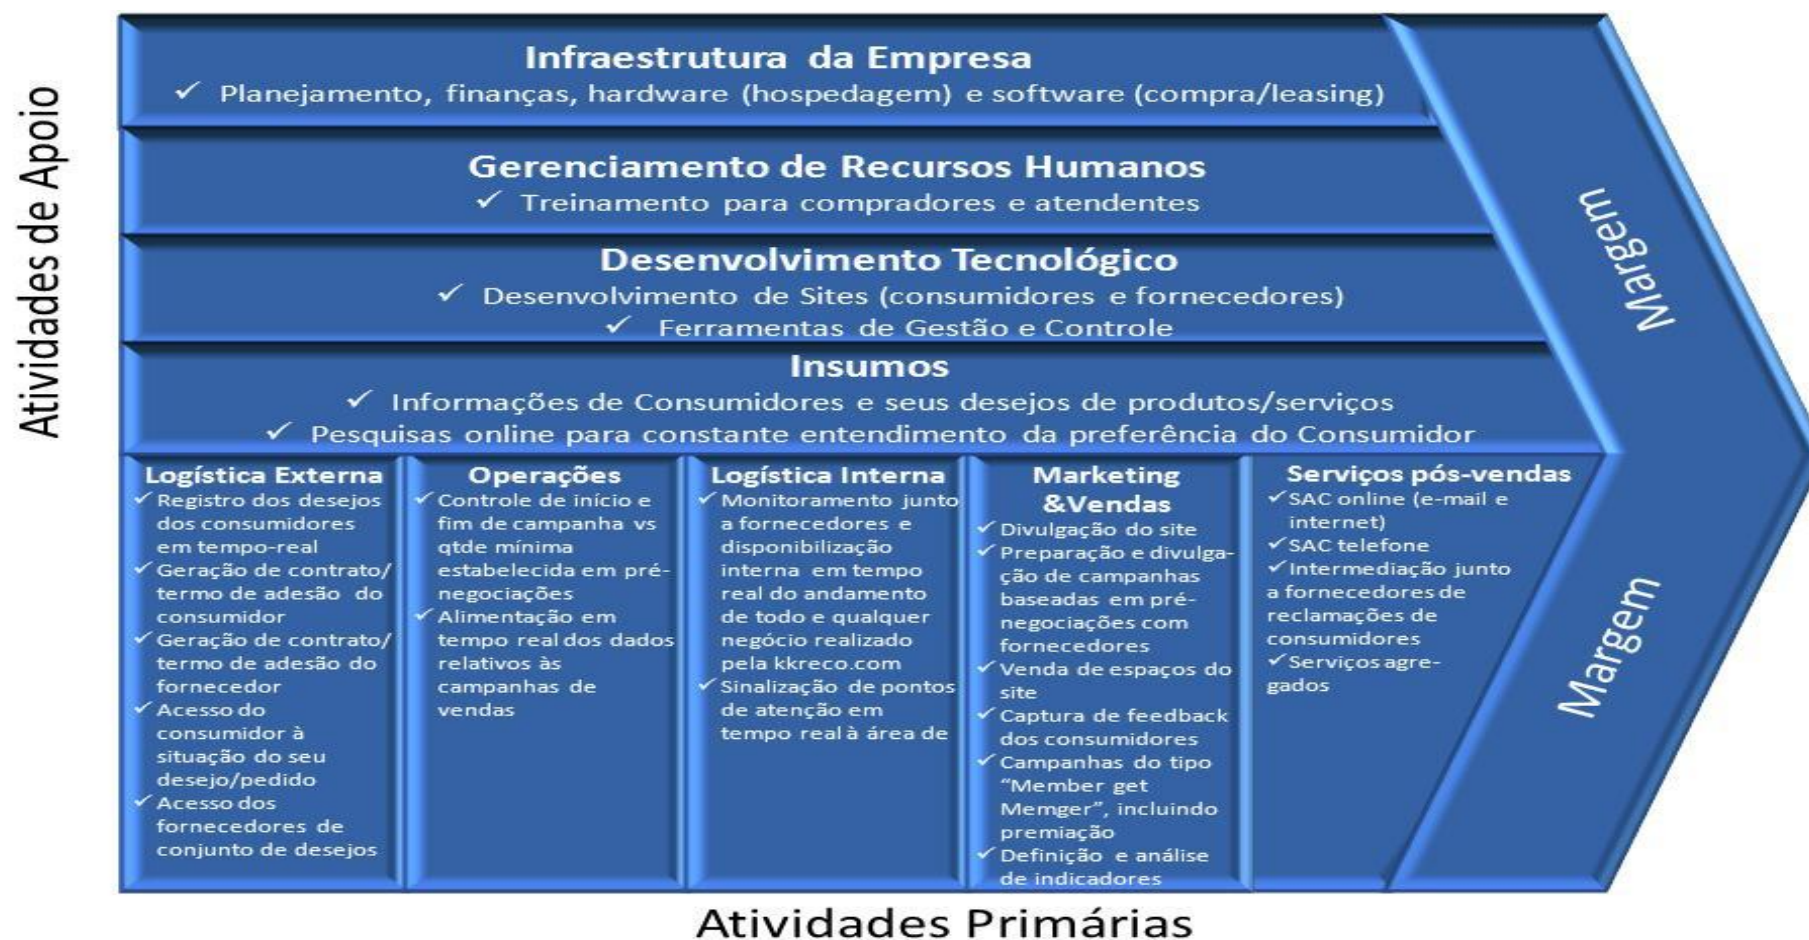 Atividades de Apoio
Infraestrutura da Empresa
✓ Planejamento, finanças, hardware (hospedagem) e software (compra/leasing)
Gerenciamento de Recursos Humanos
✓ Treinamento para compradores e atendentes
Desenvolvimento Tecnológico
✓ Desenvolvimento de Sites (consumidores e fornecedores)
✓ Ferramentas de Gestão e Controle
Insumos
✓ Informações de Consumidores e seus desejos de produtos/serviços
✓ Pesquisas online para constante entendimento da preferência do Consumidor
Logística Externa
✓ Registro dos desejos
dos consumidores
em tempo-real
✓ Geração de contrato/
termo de adesão do
consumidor
✓ Geração de contrato/
termo de adesão do
fornecedor
✓ Acesso do
consumidor à
situação do seu
desejo/pedido
✓ Acesso dos
fornecedores de
conjunto de desejos
Operações
✓ Controle de início e
fim de campanha vs
qtde mínima
estabelecida em pré-
negociações
✓ Alimentação em
tempo real dos dados
relativos às
campanhas de
vendas
Logística Interna
✓ Monitoramento junto
a fornecedores e
disponibilização
interna em tempo
real do andamento
de todo e qualquer
negócio realizado
pela kkreco.com
✓ Sinalização de pontos
de atenção em
tempo real à área de
Marketing
&Vendas
✓ Divulgação do site
✓ Preparação e divulga-
ção de campanhas
baseadas em pré-
negociações com
fornecedores
✓ Venda de espaços do
site
✓ Captura de feedback
dos consumidores
✓ Campanhas do tipo
“Member get
Memger”, incluindo
premiação
✓ Definição e análise
de indicadores
Serviços pós-vendas
✓ SAC online (e-mail e
internet)
✓ SAC telefone
✓ Intermediação junto
a fornecedores de
reclamações de
consumidores
✓ Serviços agre-
gados
Margem
Margem
Atividades Primárias